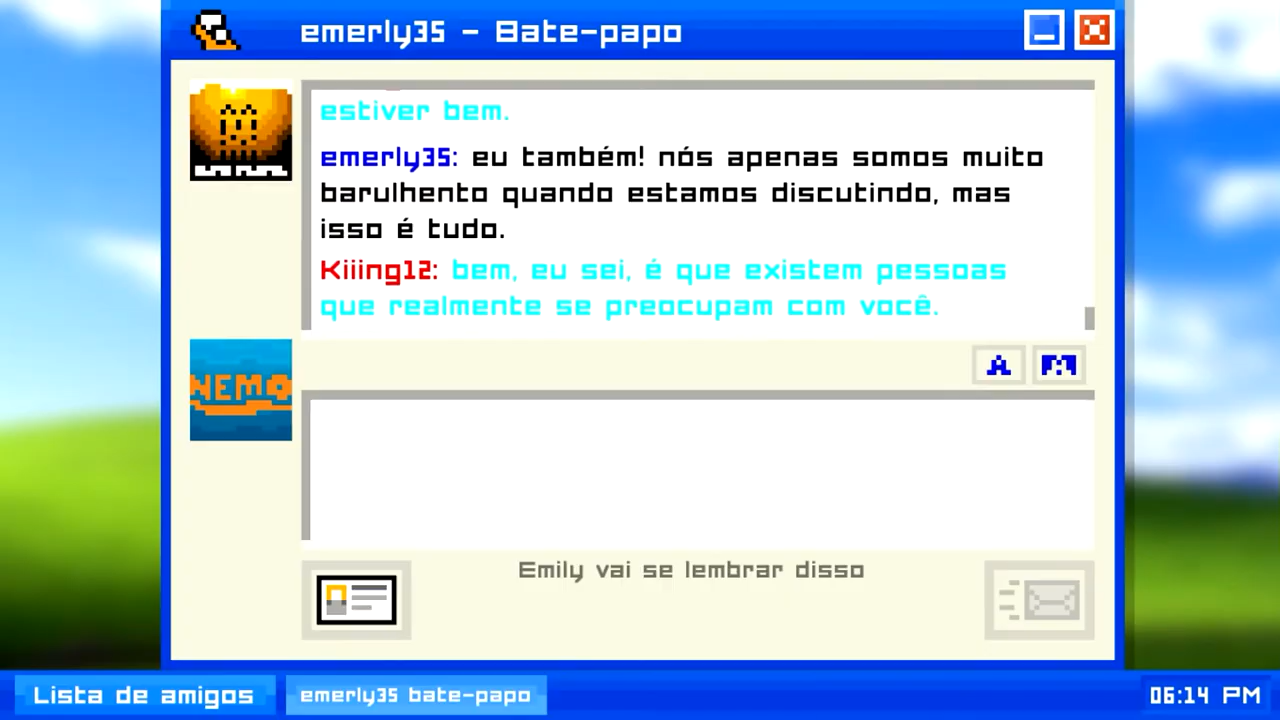 emerly35 - Bate-papo
estiver bem.
emerly35: eu também! nós apenas somos muito
barulhento quando estamos discutindo, mas
isso é tudo.
Kiiing12: bem, eu sei, é que existem pessoas
que realmente se preocupam com você.
A
NEMO
Emily vai se lembrar disso
Lista de amigos
emerly35 bate-papo
06:14 PM